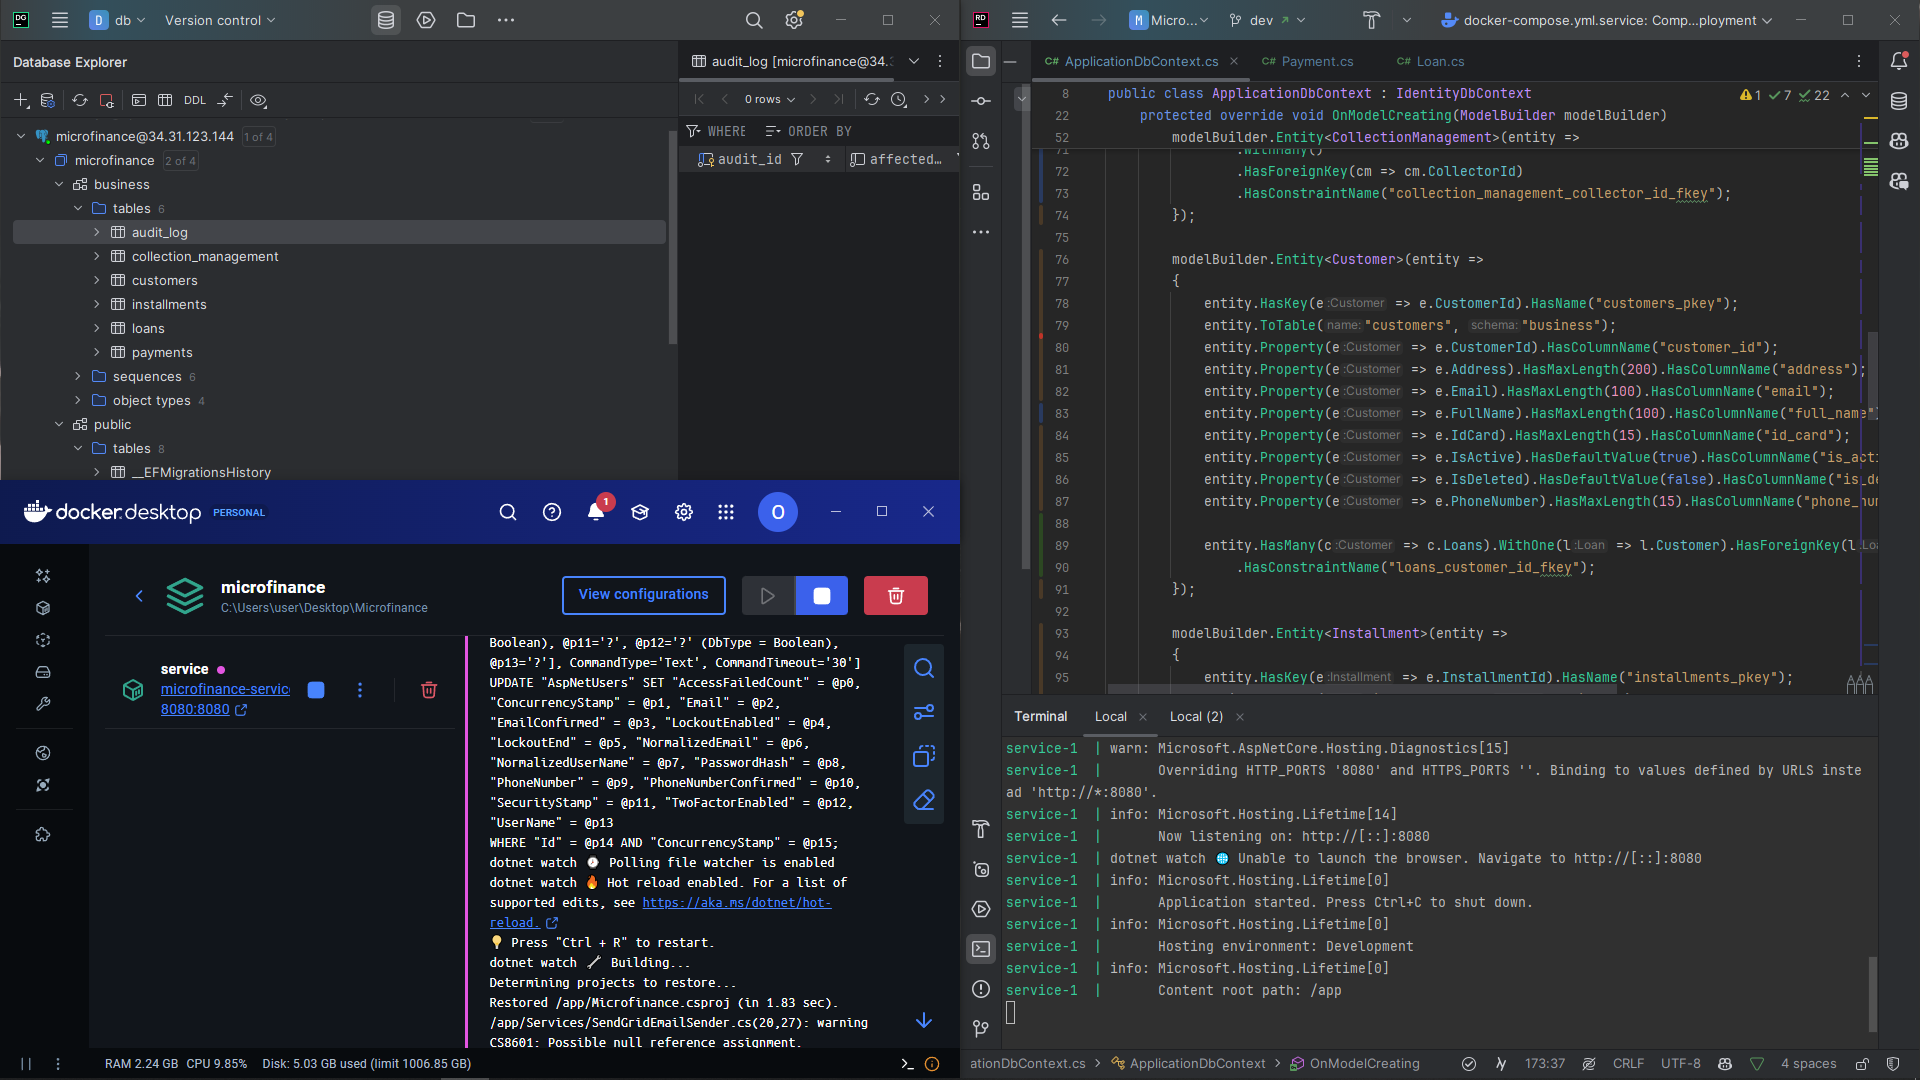 DG
D db
Version control
Database Explorer
DDL
microfinance@34.31.123.144 1 of 4
microfinance 2 of 4
business
tables 6
audit_log
collection_management
customers
installments
loans
payments
sequences 6
object types 4
public
tables 8
__EFMigrationsHistory
audit_log [microfinance@34.3
0 rows
WHERE
ORDER BY
audit_id
affected…
docker.desktop PERSONAL
1
O
microfinance
C:\Users\user\Desktop\Microfinance
View configurations
service
microfinance-servic
8080:8080
Boolean), @p11='?', @p12='?' (DbType = Boolean),
@p13='?'], CommandType='Text', CommandTimeout='30']
UPDATE "AspNetUsers" SET "AccessFailedCount" = @p0,
"ConcurrencyStamp" = @p1, "Email" = @p2,
"EmailConfirmed" = @p3, "LockoutEnabled" = @p4,
"LockoutEnd" = @p5, "NormalizedEmail" = @p6,
"NormalizedUserName" = @p7, "PasswordHash" = @p8,
"PhoneNumber" = @p9, "PhoneNumberConfirmed" = @p10,
"SecurityStamp" = @p11, "TwoFactorEnabled" = @p12,
"UserName" = @p13
WHERE "Id" = @p14 AND "ConcurrencyStamp" = @p15;
dotnet watch ⌚ Polling file watcher is enabled
dotnet watch 🔥 Hot reload enabled. For a list of
supported edits, see https://aka.ms/dotnet/hot-
reload.
💡 Press "Ctrl + R" to restart.
dotnet watch 🔧 Building...
Determining projects to restore...
Restored /app/Microfinance.csproj (in 1.83 sec).
/app/Services/SendGridEmailSender.cs(20,27): warning
CS8601: Possible null reference assignment.
RAM 2.24 GB CPU 9.85% Disk: 5.03 GB used (limit 1006.85 GB)
RD
M Micro...
dev
docker-compose.yml.service: Comp...ployment
C# ApplicationDbContext.cs
C# Payment.cs
C# Loan.cs
1 7 22
8 public class ApplicationDbContext : IdentityDbContext
22 protected override void OnModelCreating(ModelBuilder modelBuilder)
52 modelBuilder.Entity<CollectionManagement>(entity =>
71 .WithMany()
72 .HasForeignKey(cm => cm.CollectorId)
73 .HasConstraintName("collection_management_collector_id_fkey");
74 });
75
76 modelBuilder.Entity<Customer>(entity =>
77 {
78 entity.HasKey(e :Customer => e.CustomerId).HasName("customers_pkey");
79 entity.ToTable( name: "customers", schema: "business");
80 entity.Property(e :Customer => e.CustomerId).HasColumnName("customer_id");
81 entity.Property(e :Customer => e.Address).HasMaxLength(200).HasColumnName("address");
82 entity.Property(e :Customer => e.Email).HasMaxLength(100).HasColumnName("email");
83 entity.Property(e :Customer => e.FullName).HasMaxLength(100).HasColumnName("full_name")
84 entity.Property(e :Customer => e.IdCard).HasMaxLength(15).HasColumnName("id_card");
85 entity.Property(e :Customer => e.IsActive).HasDefaultValue(true).HasColumnName("is_acti
86 entity.Property(e :Customer => e.IsDeleted).HasDefaultValue(false).HasColumnName("is_de
87 entity.Property(e :Customer => e.PhoneNumber).HasMaxLength(15).HasColumnName("phone_num
88
89 entity.HasMany(c :Customer => c.Loans).WithOne(l :Loan => l.Customer).HasForeignKey(l :Loa
90 .HasConstraintName("loans_customer_id_fkey");
91 });
92
93 modelBuilder.Entity<Installment>(entity =>
94 {
95 entity.HasKey(e :Installment => e.InstallmentId).HasName("installments_pkey");
Terminal
Local
Local (2)
service-1 | warn: Microsoft.AspNetCore.Hosting.Diagnostics[15]
service-1 | Overriding HTTP_PORTS '8080' and HTTPS_PORTS ''. Binding to values defined by URLS inste
ad 'http://*:8080'.
service-1 | info: Microsoft.Hosting.Lifetime[14]
service-1 | Now listening on: http://[::]:8080
service-1 | dotnet watch 🌐 Unable to launch the browser. Navigate to http://[::]:8080
service-1 | info: Microsoft.Hosting.Lifetime[0]
service-1 | Application started. Press Ctrl+C to shut down.
service-1 | info: Microsoft.Hosting.Lifetime[0]
service-1 | Hosting environment: Development
service-1 | info: Microsoft.Hosting.Lifetime[0]
service-1 | Content root path: /app
ationDbContext.cs > ApplicationDbContext > OnModelCreating
173:37 CRLF UTF-8 4 spaces